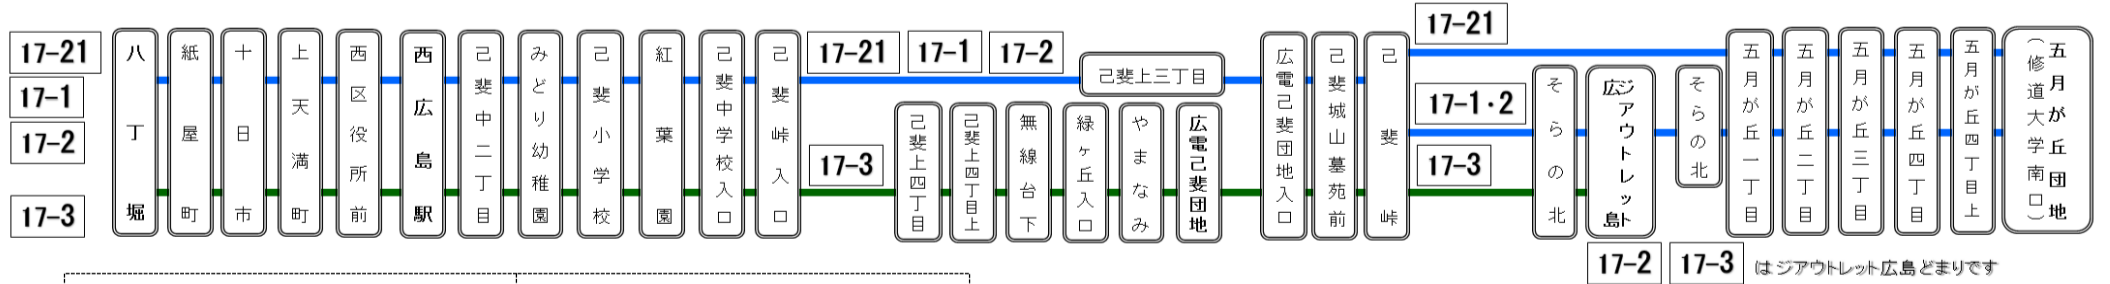 17-21
17-1
17-2
17-3
八丁堀
紙屋町
十日市
上天満町
西区役所前
西広島駅
己斐中二丁目
みどり幼稚園
己斐小学校
紅葉園
己斐中学校入口
己斐峠入口
17-21
17-1
17-2
17-3
己斐上三丁目
己斐上四丁目
己斐上四丁目上
無線台下
緑ヶ丘入口
やまなみ
広電己斐団地
広電己斐団地入口
己斐城山墓苑前
己斐峠
17-21
17-1・2
17-3
そらの北
ジアウトレット
広島
そらの北
五月が丘一丁目
五月が丘二丁目
五月が丘三丁目
五月が丘四丁目
五月が丘四丁目上
五月が丘団地
（修道大学南口）
17-2
17-3
はジアウトレット広島どまりです